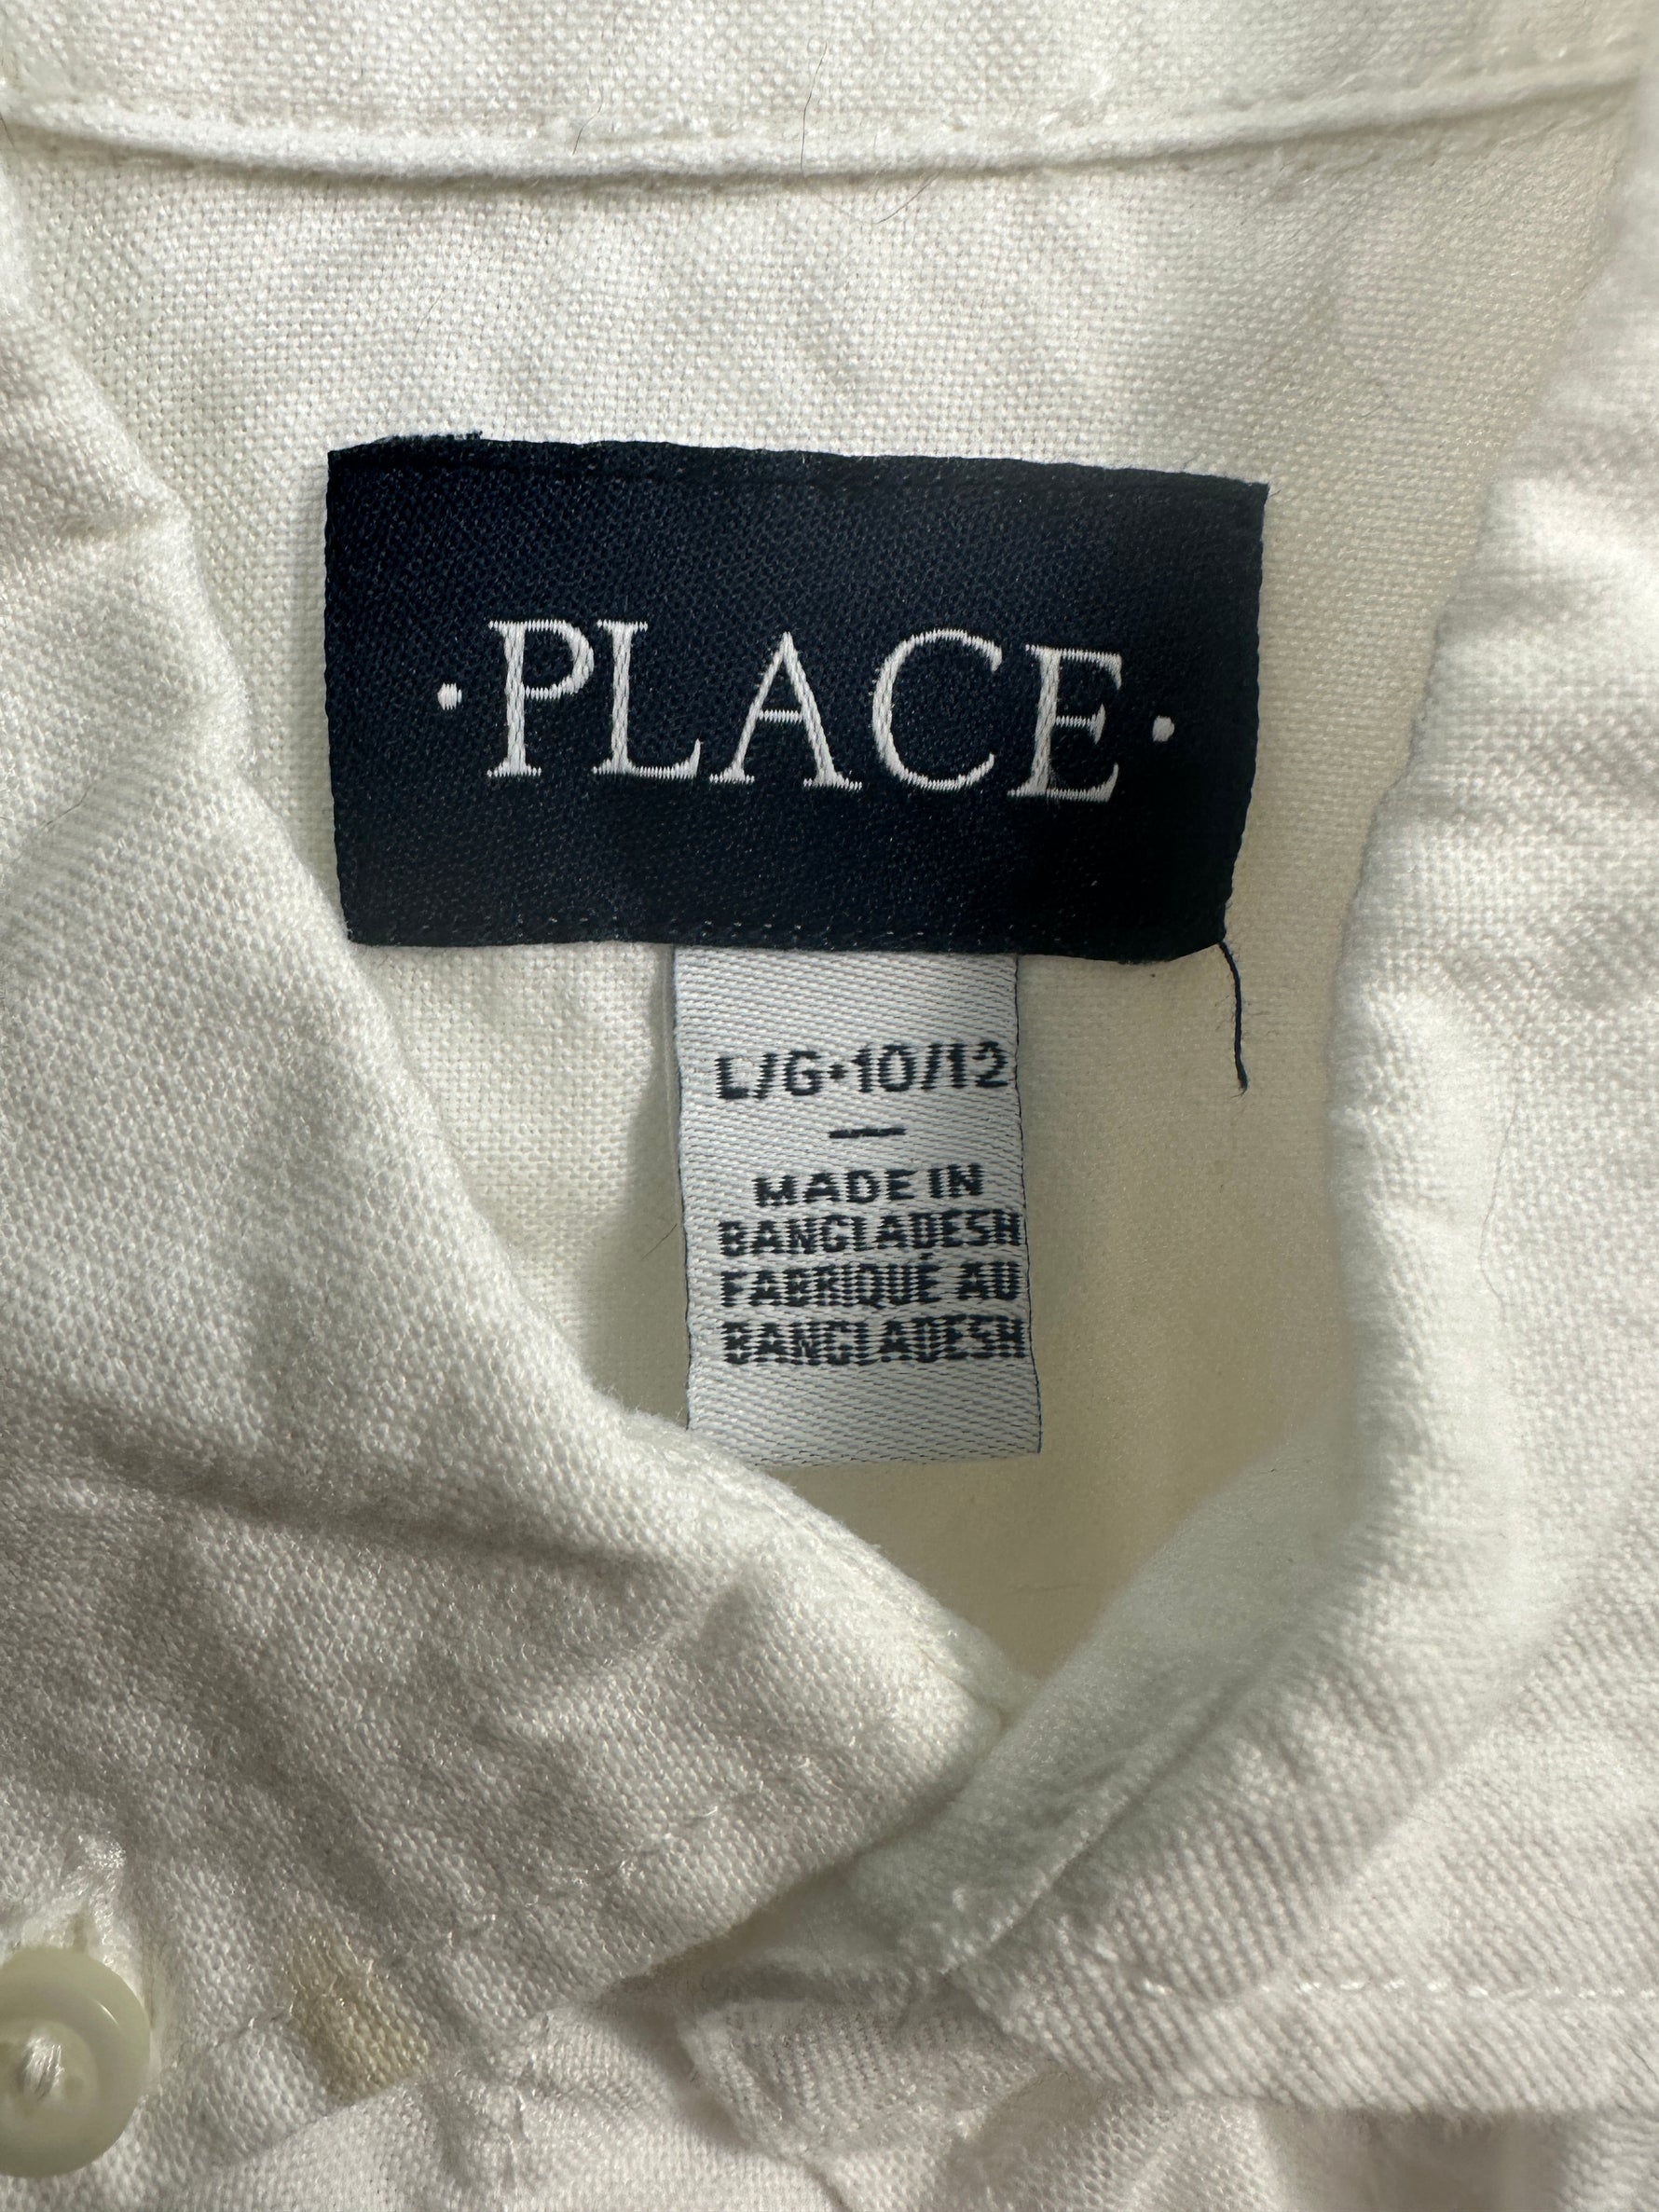 ·PLACE·
L/G·10/12
—
MADE IN
BANGLADESH
FABRIQUÉ AU
BANGLADESH